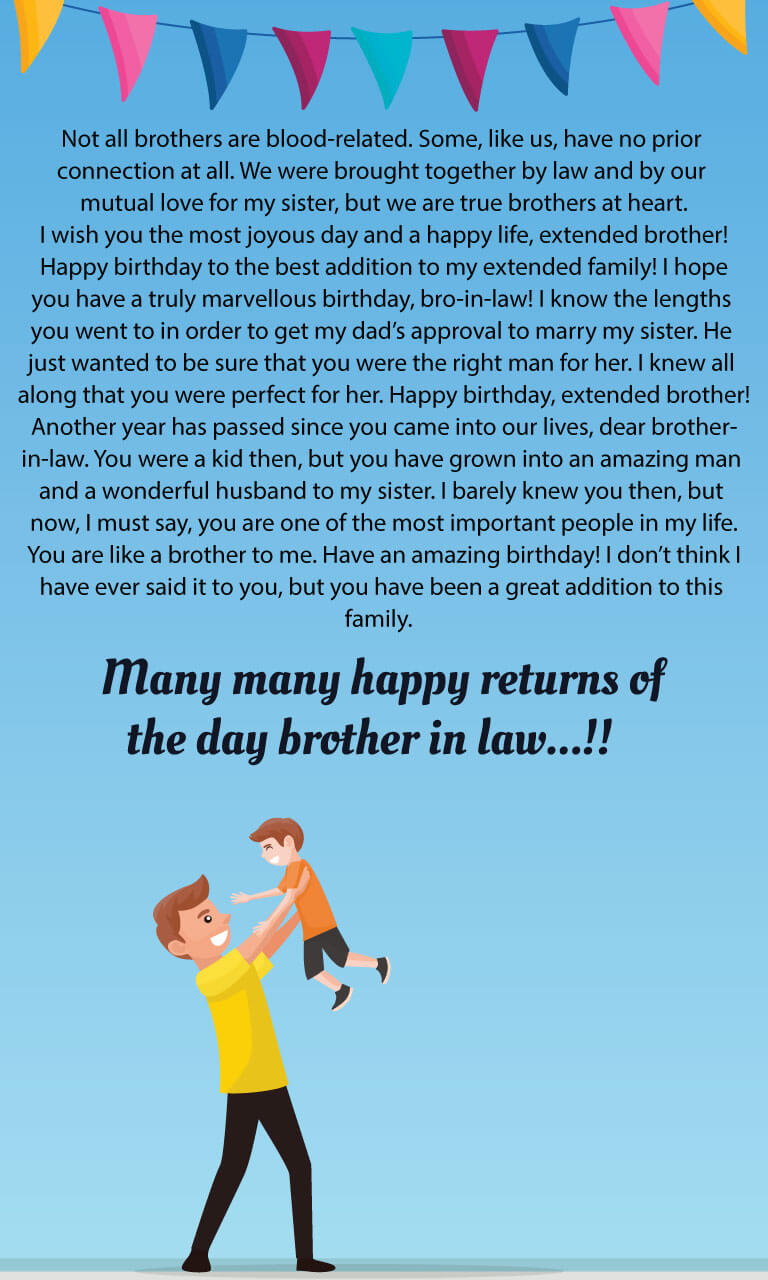 Not all brothers are blood-related. Some, like us, have no prior
connection at all. We were brought together by law and by our
mutual love for my sister, but we are true brothers at heart.
I wish you the most joyous day and a happy life, extended brother!
Happy birthday to the best addition to my extended family! I hope
you have a truly marvellous birthday, bro-in-law! I know the lengths
you went to in order to get my dad’s approval to marry my sister. He
just wanted to be sure that you were the right man for her. I knew all
along that you were perfect for her. Happy birthday, extended brother!
Another year has passed since you came into our lives, dear brother-
in-law. You were a kid then, but you have grown into an amazing man
and a wonderful husband to my sister. I barely knew you then, but
now, I must say, you are one of the most important people in my life.
You are like a brother to me. Have an amazing birthday! I don’t think I
have ever said it to you, but you have been a great addition to this
family.
Many many happy returns of
the day brother in law...!!